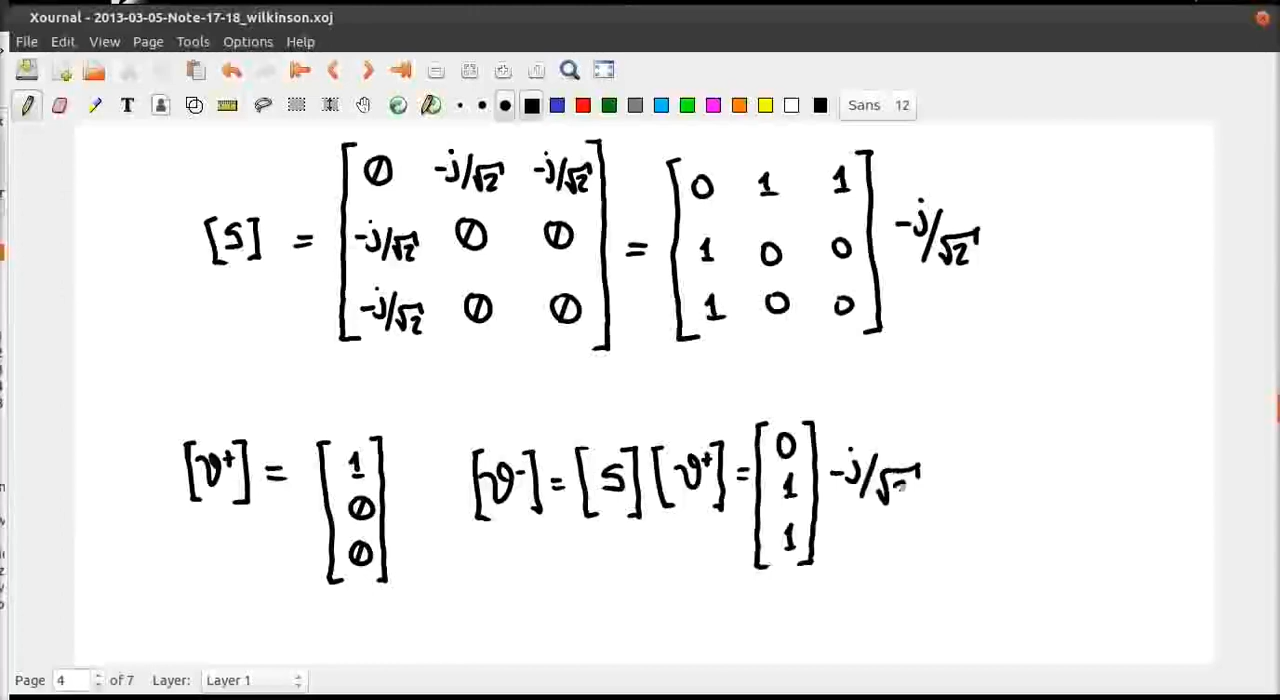 Xournal - 2013-03-05-Note-17-18_wilkinson.xoj
File Edit View Page Tools Options Help
T Sans 12
[S] = [0 -j/√2 -j/√2; -j/√2 0 0; -j/√2 0 0] = [0 1 1; 1 0 0; 1 0 0] -j/√2
[v+] = [1; 0; 0] [v-] = [S] [v+] = [0; 1; 1] -j/√
Page 4 of 7 Layer: Layer 1